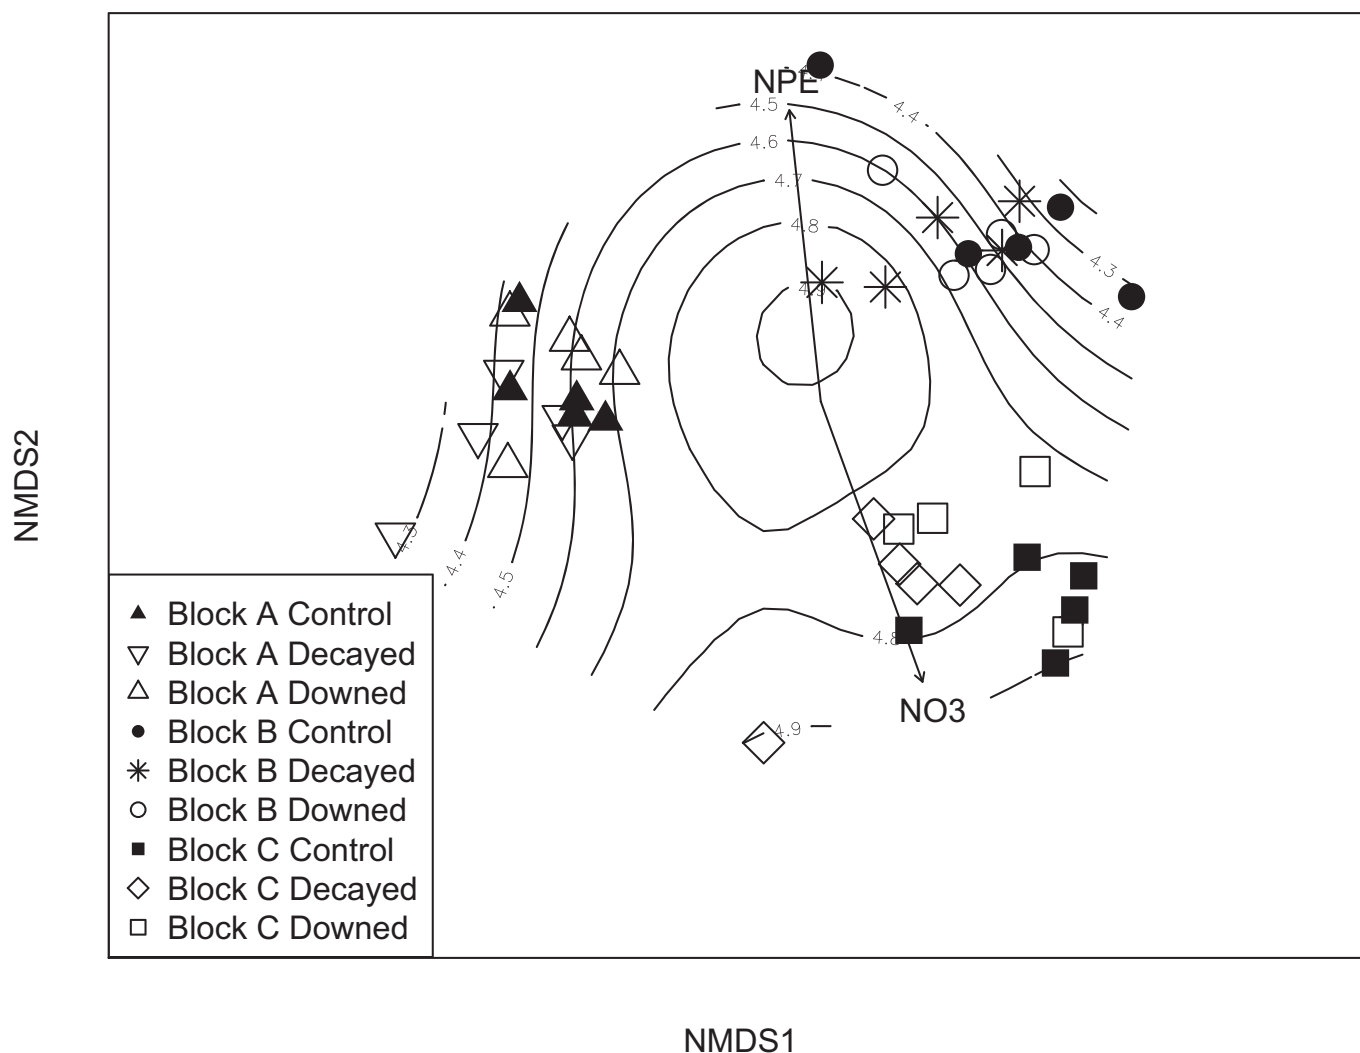 NPE
4.5
4.4
4.6
4.7
4.8
4.3
4.9
4.4
4.3
4.4
4.5
4.8
NO3
4.9
NMDS2
Block A Control
Block A Decayed
Block A Downed
Block B Control
Block B Decayed
Block B Downed
Block C Control
Block C Decayed
Block C Downed
NMDS1